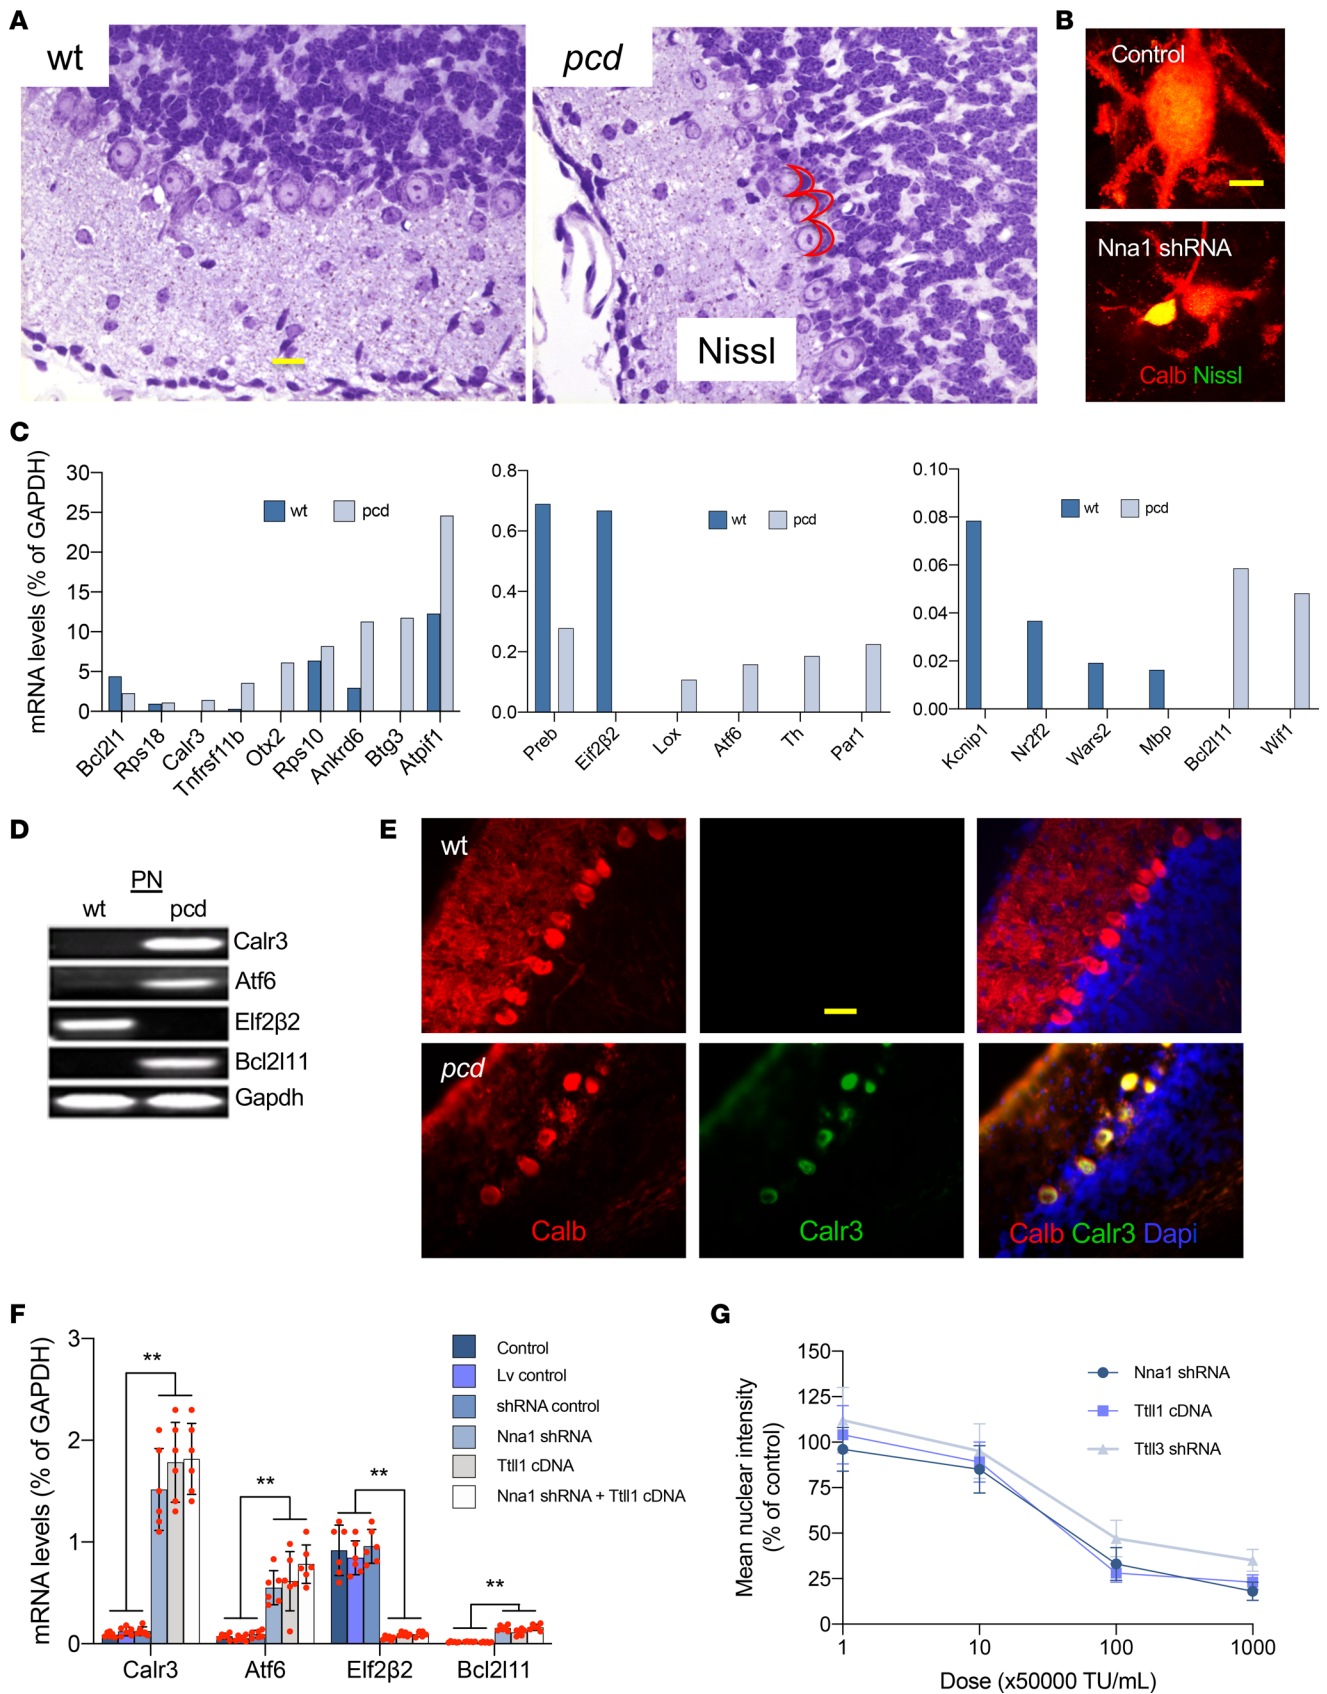 A
wt
pcd
Nissl
B
Control
Nna1 shRNA
Calb Nissl
C
mRNA levels (% of GAPDH)
30
25
20
15
10
5
0
wt
pcd
Bcl2l1
Rps18
Calr3
Tnfrsf11b
Otx2
Rps10
Ankrd6
Btg3
Atpif1
0.8
0.6
0.4
0.2
0.0
wt
pcd
Preb
Eif2β2
Lox
Atf6
Th
Par1
0.10
0.08
0.06
0.04
0.02
0.00
wt
pcd
Kcnip1
Nr2f2
Wars2
Mbp
Bcl2l11
Wif1
D
PN
wt
pcd
Calr3
Atf6
Elf2β2
Bcl2l11
Gapdh
E
wt
pcd
Calb
Calr3
Calb Calr3 Dapi
F
mRNA levels (% of GAPDH)
3
2
1
0
**
**
**
**
Control
Lv control
shRNA control
Nna1 shRNA
Ttll1 cDNA
Nna1 shRNA + Ttll1 cDNA
Calr3
Atf6
Elf2β2
Bcl2l11
G
Mean nuclear intensity
(% of control)
150
125
100
75
50
25
0
Nna1 shRNA
Ttll1 cDNA
Ttll3 shRNA
1
10
100
1000
Dose (x50000 TU/mL)